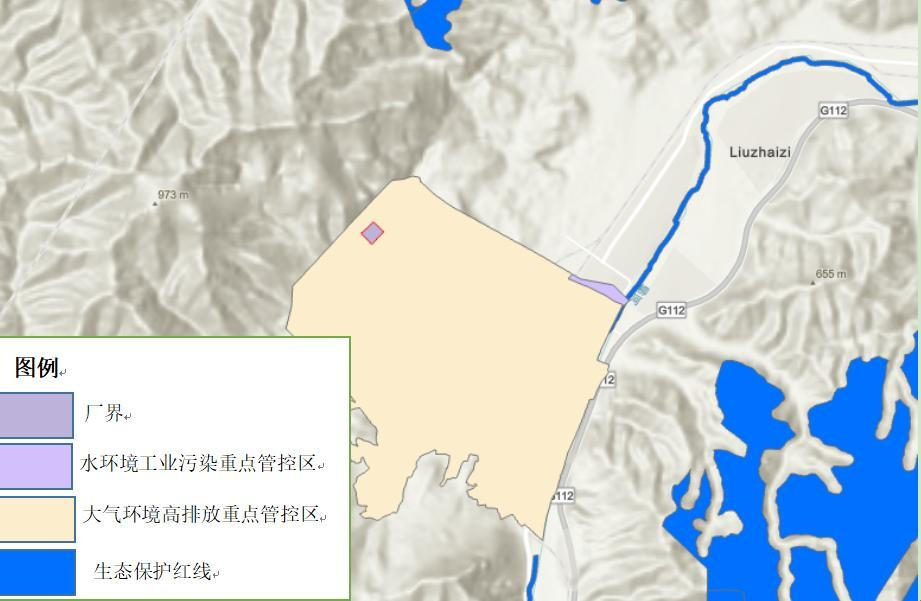 G112
Liuzhaizi
973 m
655 m
G112
12
112
图例
厂界
水环境工业污染重点管控区
大气环境高排放重点管控区
生态保护红线